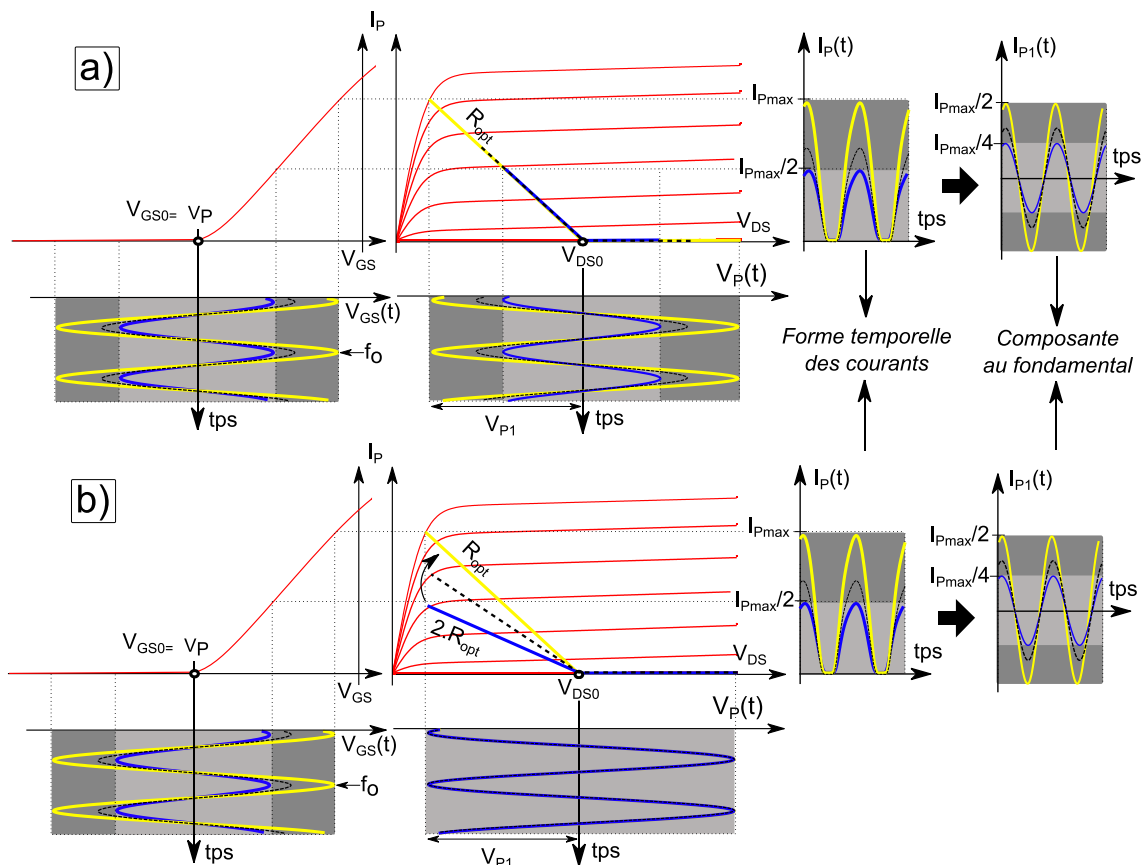 a)
I_P
V_GS0=
V_P
V_GS
V_GS(t)
f_o
tps
R_opt
I_Pmax
I_Pmax/2
V_DS
V_DS0
V_P(t)
V_P1
tps
I_P(t)
tps
I_P1(t)
I_Pmax/2
I_Pmax/4
tps
Forme temporelle
des courants
Composante
au fondamental
b)
I_P
V_GS0=
V_P
V_GS
V_GS(t)
f_o
tps
R_opt
2.R_opt
I_Pmax
I_Pmax/2
V_DS
V_DS0
V_P(t)
V_P1
tps
I_P(t)
tps
I_P1(t)
I_Pmax/2
I_Pmax/4
tps